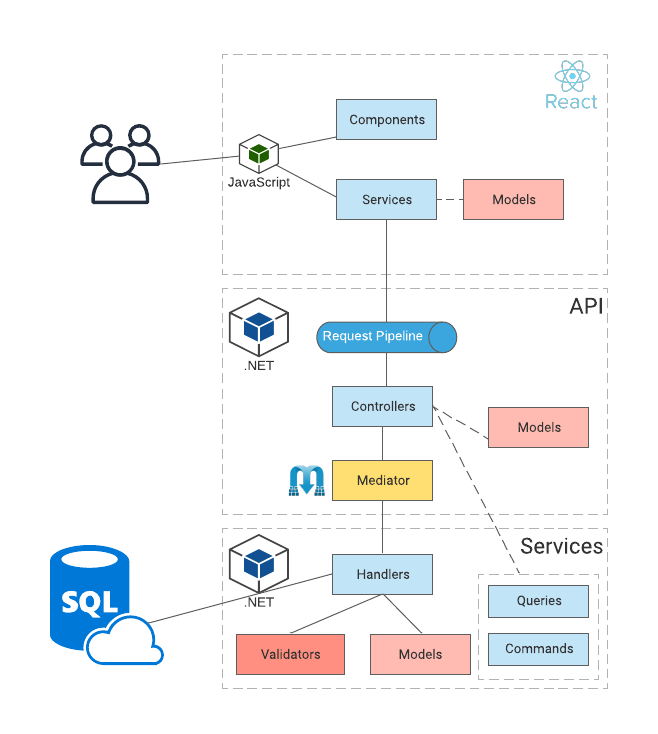 React
Components
JavaScript
Services
Models
API
.NET
Request Pipeline
Controllers
Models
Mediator
Services
.NET
Handlers
SQL
Queries
Commands
Validators
Models